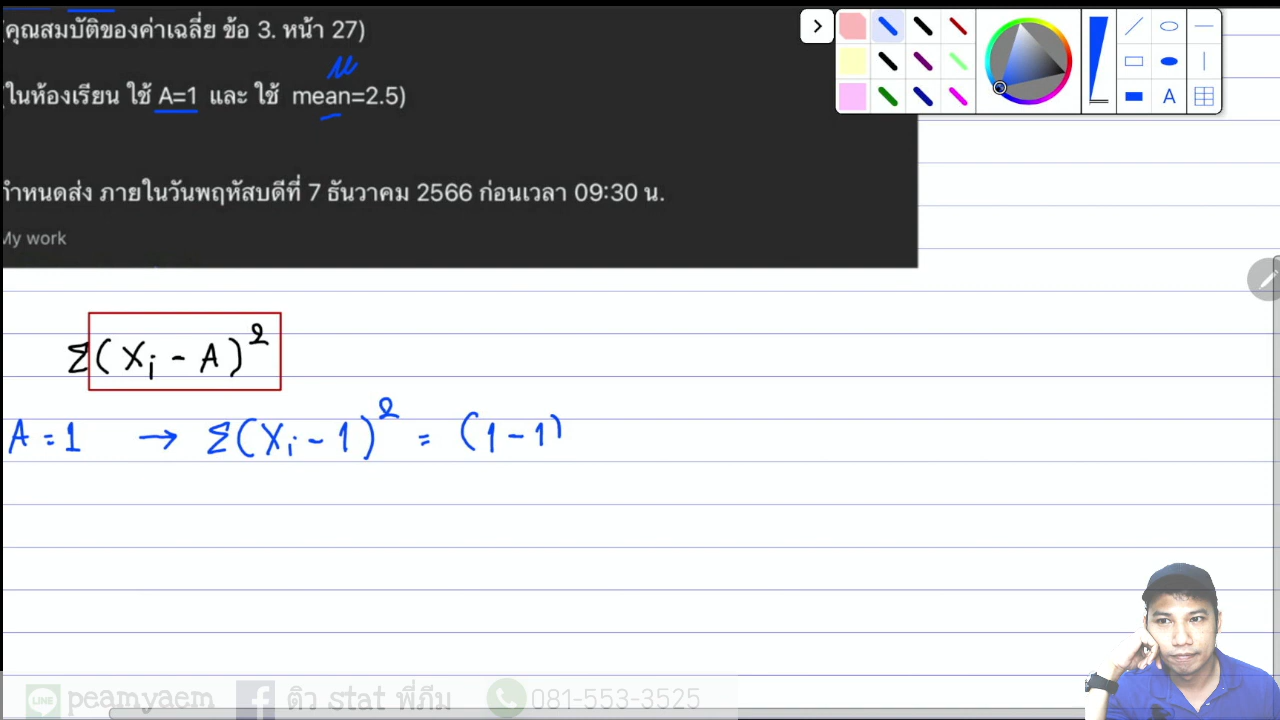 คุณสมบัติของค่าเฉลี่ย ข้อ 3. หน้า 27)
μ
ในห้องเรียน ใช้ A=1 และ ใช้ mean=2.5)
กำหนดส่ง ภายในวันพฤหัสบดีที่ 7 ธันวาคม 2566 ก่อนเวลา 09:30 น.
My work
Σ(Xi - A)²
A = 1 → Σ(Xi - 1)² = (1 - 1)
LINE peamyaem f ติว stat พี่ภีม 081-553-3525
A